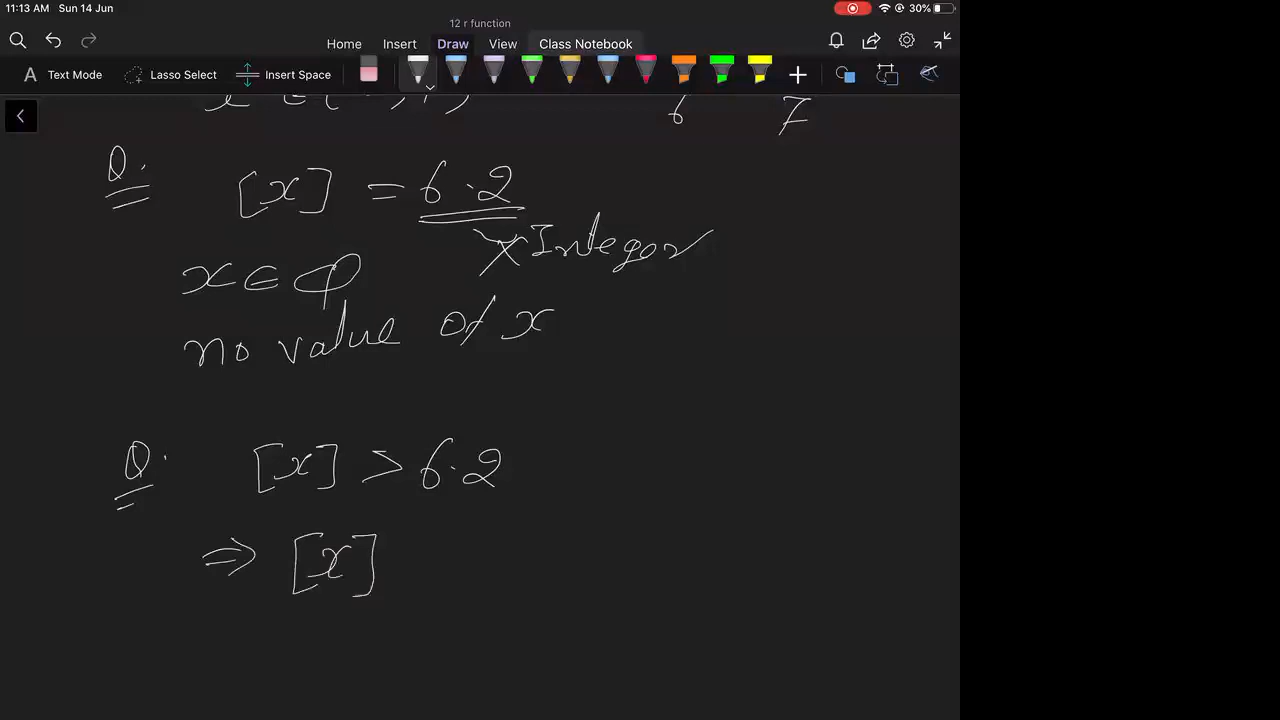 11:13 AM Sun 14 Jun 30%
12 r function
Home Insert Draw View Class Notebook
A Text Mode Lasso Select Insert Space
6 7
Q. [x] = 6.2
x Integer
x ∈ φ
no value of x
Q. [x] > 6.2
⇒ [x]